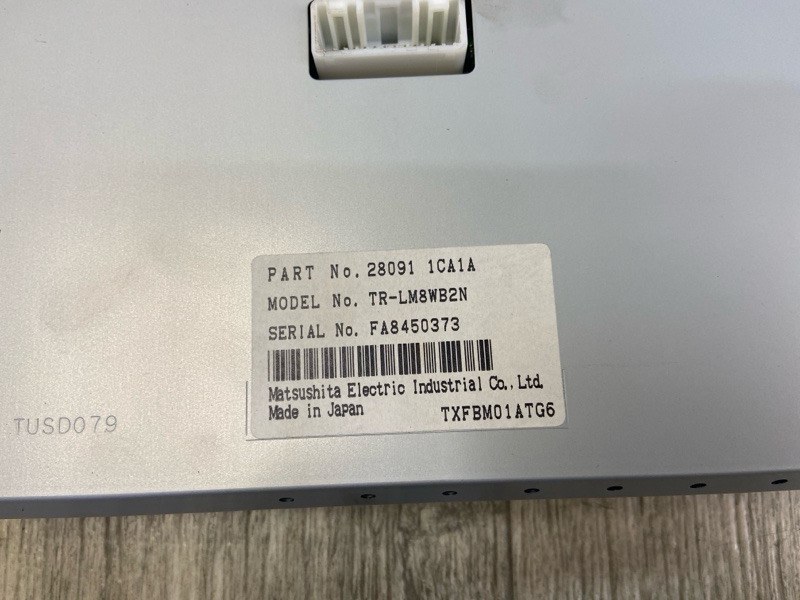 PART No. 28091 1CA1A
MODEL No. TR-LM8WB2N
SERIAL No. FA8450373
Matsushita Electric Industrial Co., Ltd.
Made in Japan TXFBM01ATG6
TUSD079